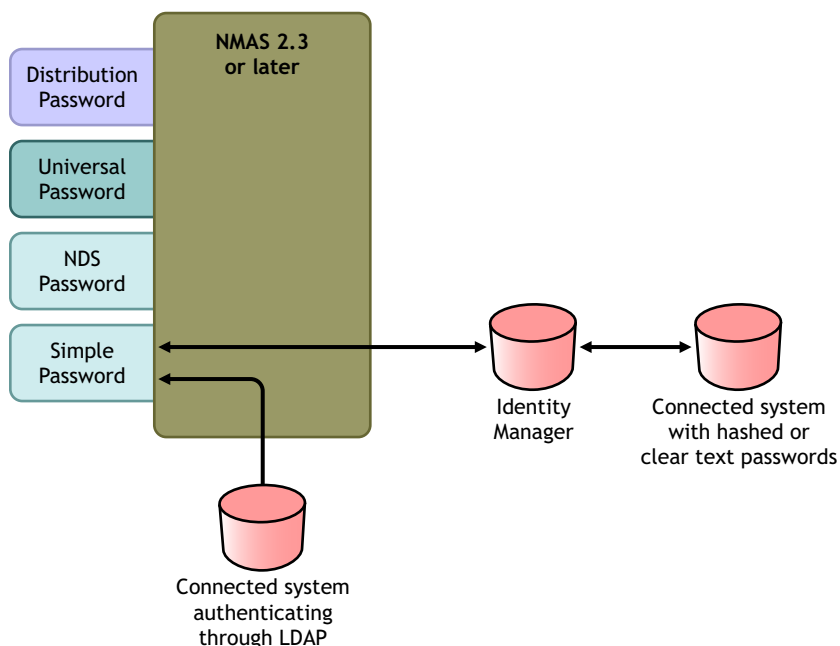 NMAS 2.3
or later
Distribution
Password
Universal
Password
NDS
Password
Simple
Password
Identity
Manager
Connected system
with hashed or
clear text passwords
Connected system
authenticating
through LDAP